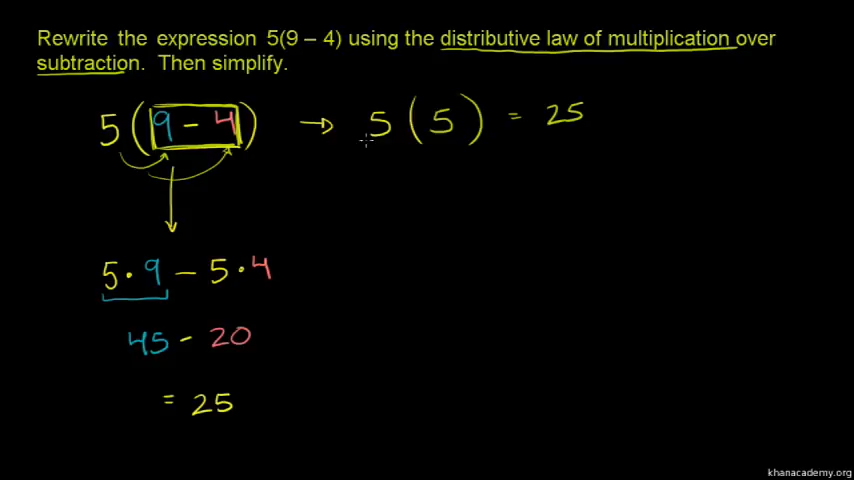 Rewrite the expression 5(9 – 4) using the distributive law of multiplication over
subtraction. Then simplify.
5(9 - 4) → 5(5) = 25
5 · 9 - 5 · 4
45 - 20
= 25
khanacademy.org